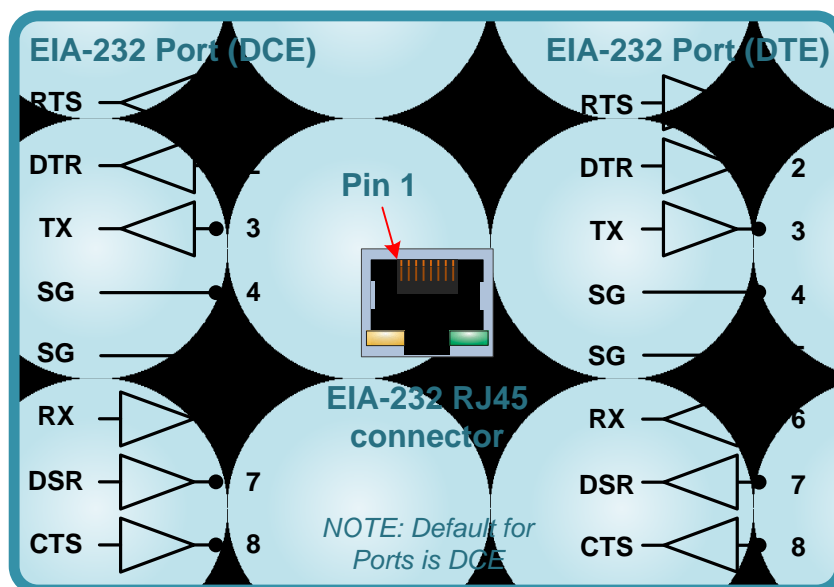 EIA-232 Port (DCE)
RTS
DTR
TX 3
SG 4
SG
RX
DSR 7
CTS 8
Pin 1
EIA-232 RJ45
connector
NOTE: Default for
Ports is DCE
EIA-232 Port (DTE)
RTS
DTR 2
TX 3
SG 4
SG
RX 6
DSR 7
CTS 8